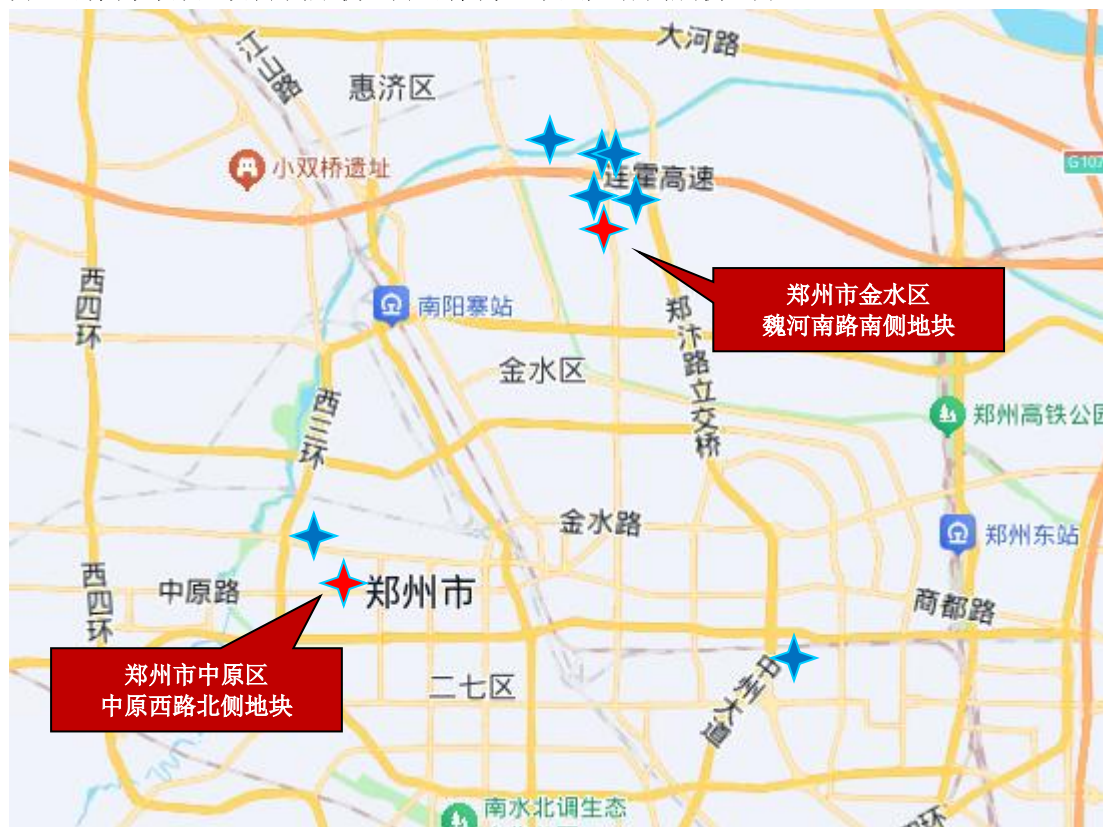 大河路
江山路
惠济区
小双桥遗址
连霍高速
G107
郑州市金水区
魏河南路南侧地块
西四环
南阳寨站
郑汴路立交桥
金水区
西三环
郑州高铁公园
金水路
郑州东站
西四环
中原路
郑州市
商都路
郑州市中原区
中原西路北侧地块
二七区
中州大道
南水北调生态
环